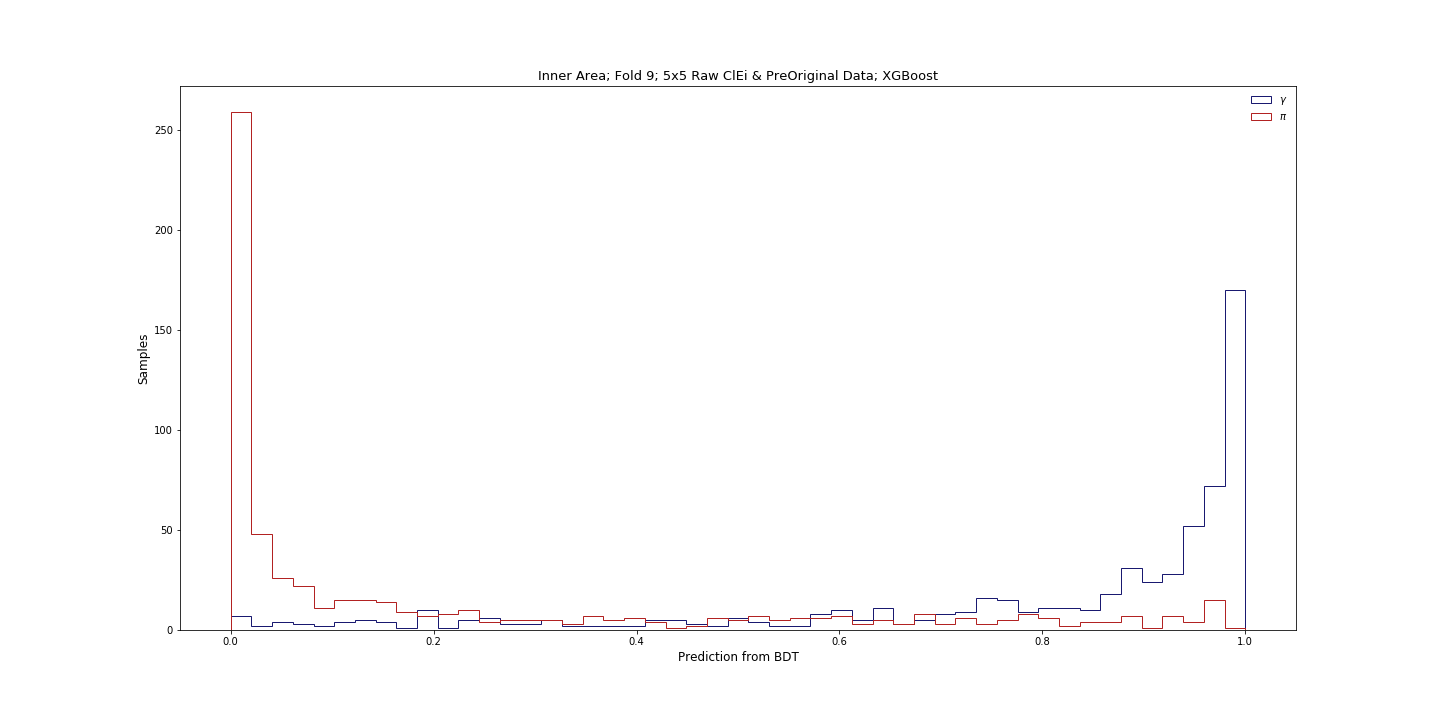 Inner Area; Fold 9; 5x5 Raw ClEi & PreOriginal Data; XGBoost
γ
π
250
200
150
100
50
0
Samples
0.0 0.2 0.4 0.6 0.8 1.0
Prediction from BDT